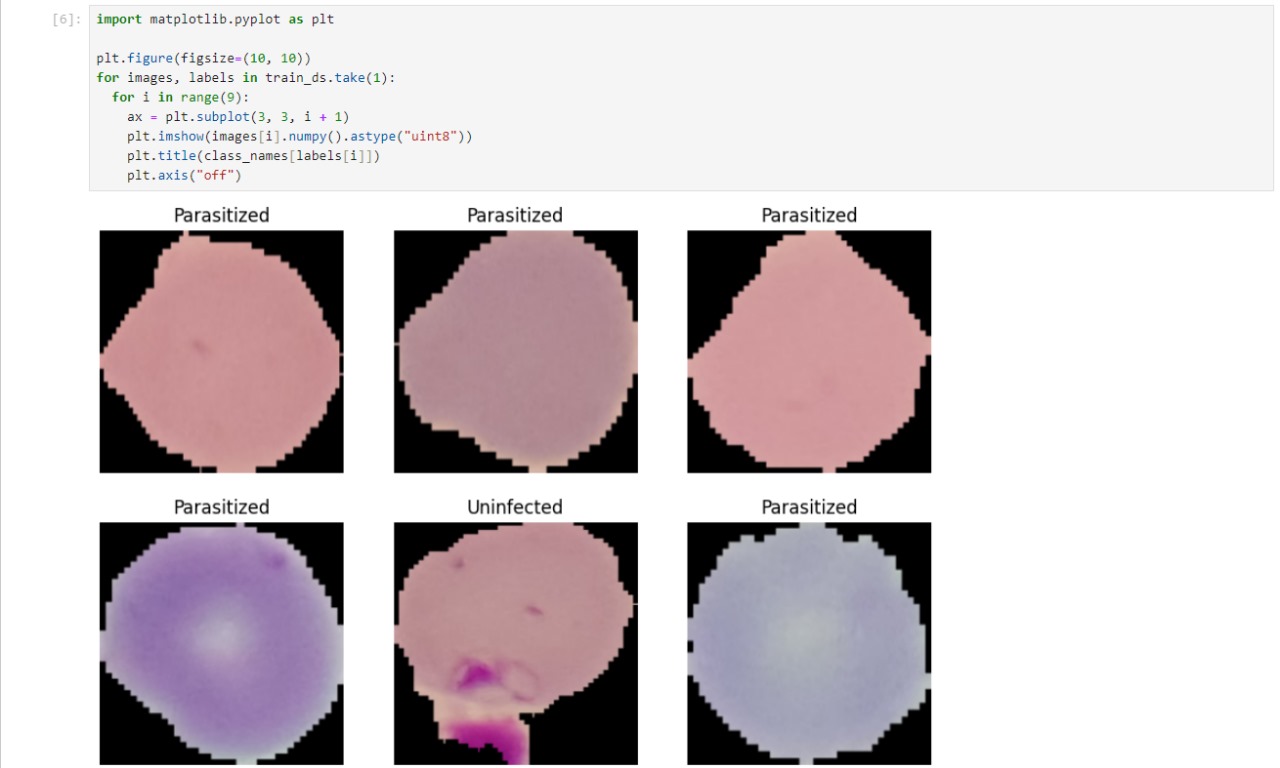 [6]:
import matplotlib.pyplot as plt
plt.figure(figsize=(10, 10))
for images, labels in train_ds.take(1):
  for i in range(9):
    ax = plt.subplot(3, 3, i + 1)
    plt.imshow(images[i].numpy().astype("uint8"))
    plt.title(class_names[labels[i]])
    plt.axis("off")
Parasitized Parasitized Parasitized
Parasitized Uninfected Parasitized